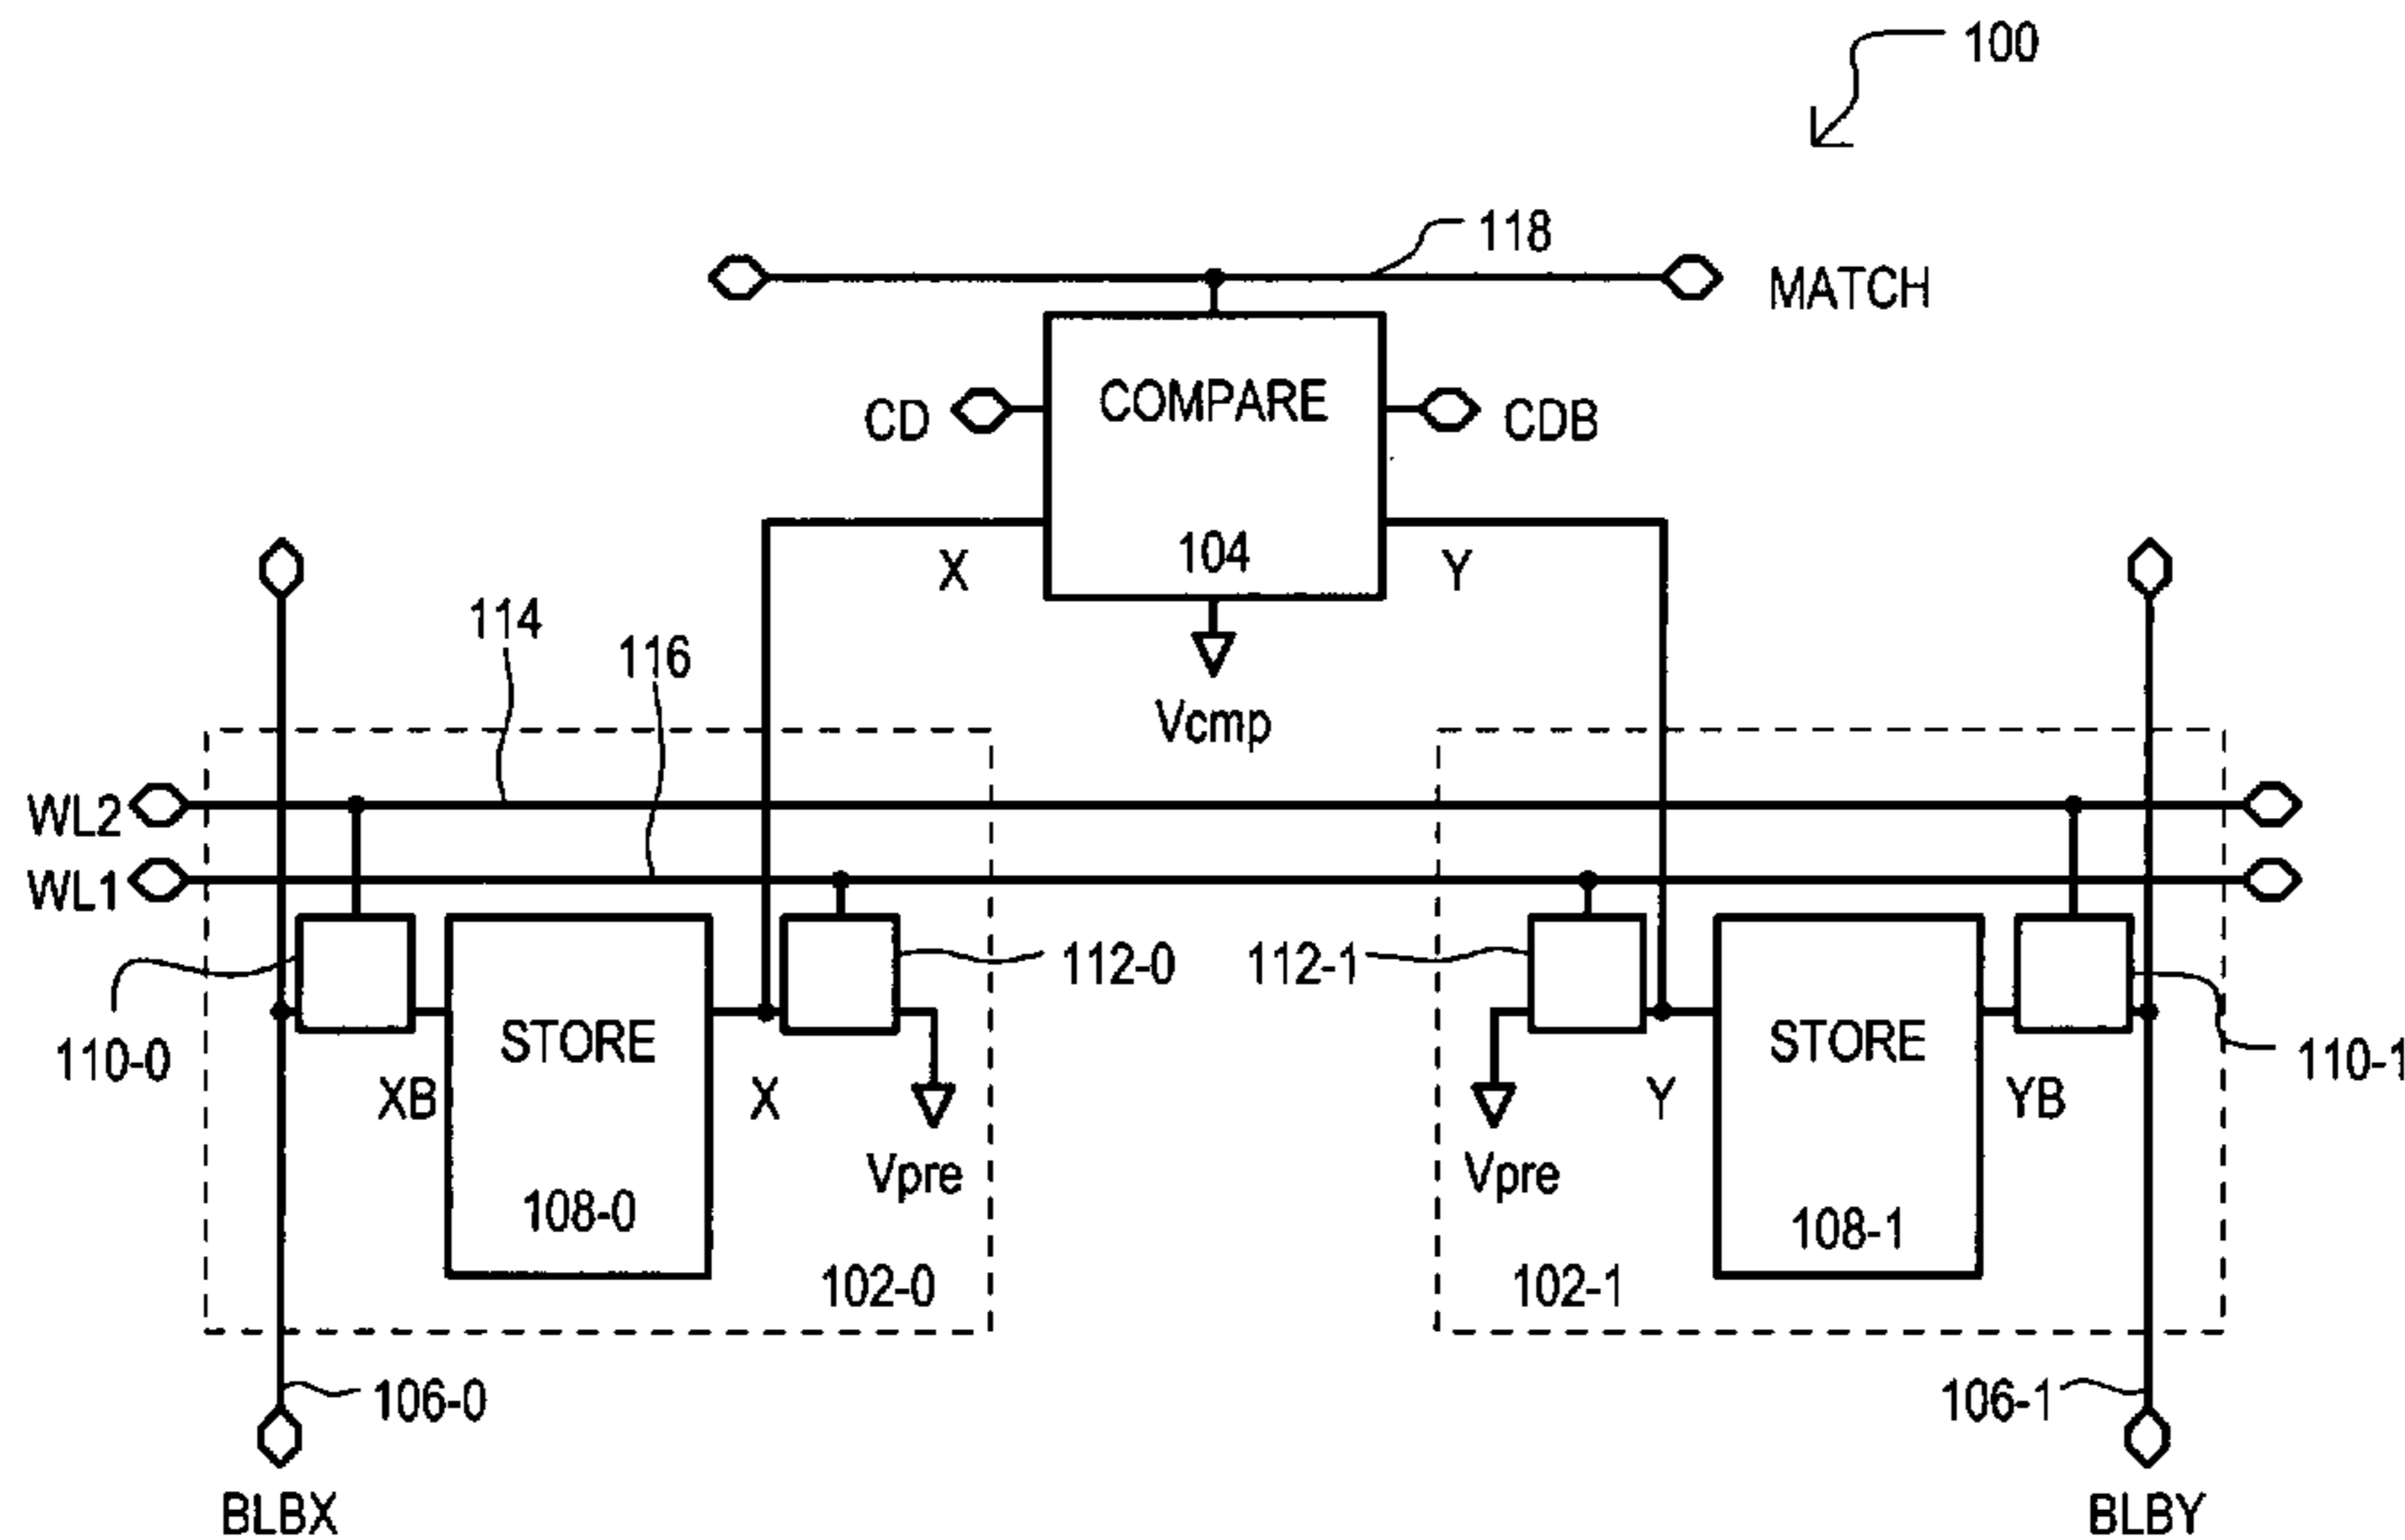 100
118
MATCH
COMPARE
CD
CDB
104
X
Y
114
116
Vcmp
WL2
WL1
112-0
112-1
STORE
STORE
110-0
110-1
XB
X
Y
YB
Vpre
Vpre
108-0
108-1
102-0
102-1
106-0
106-1
BLBX
BLBY